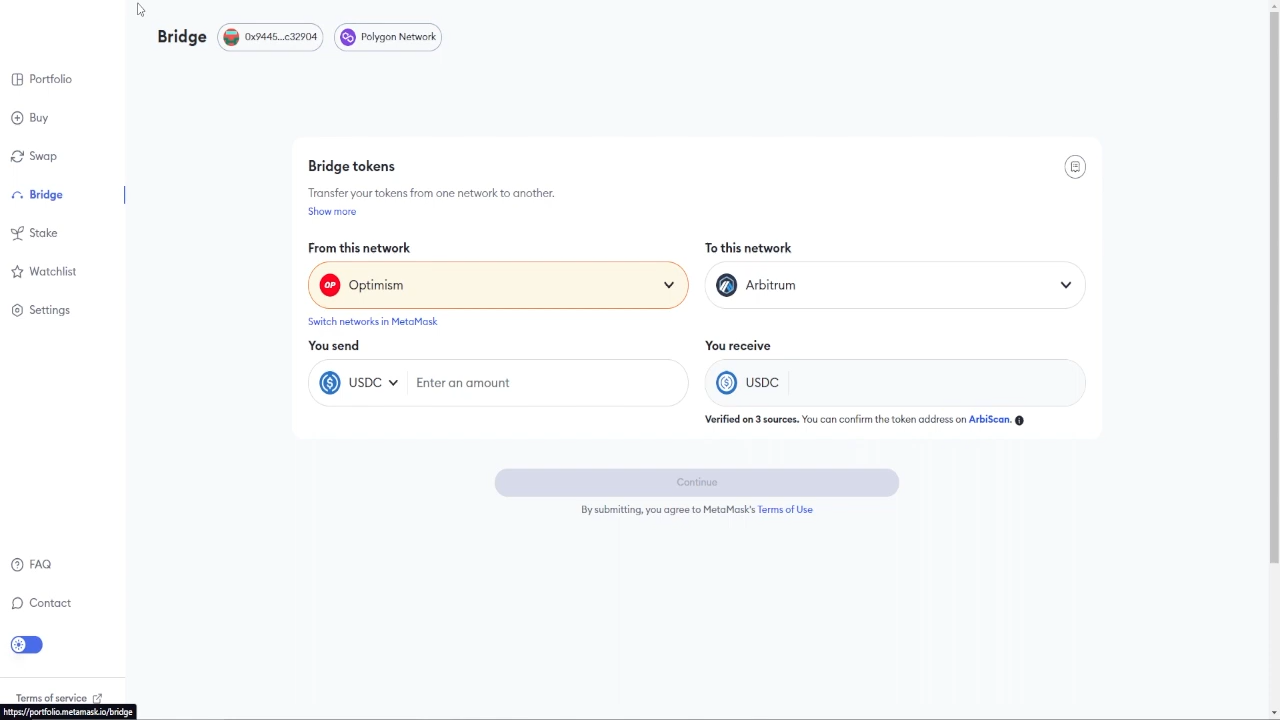 Bridge
0x9445...c32904
Polygon Network
Portfolio
Buy
Swap
Bridge
Stake
Watchlist
Settings
FAQ
Contact
Terms of service
https://portfolio.metamask.io/bridge
Bridge tokens
Transfer your tokens from one network to another.
Show more
From this network
To this network
OP Optimism
Arbitrum
Switch networks in MetaMask
You send
You receive
USDC Enter an amount
USDC
Verified on 3 sources. You can confirm the token address on ArbiScan.
Continue
By submitting, you agree to MetaMask's Terms of Use